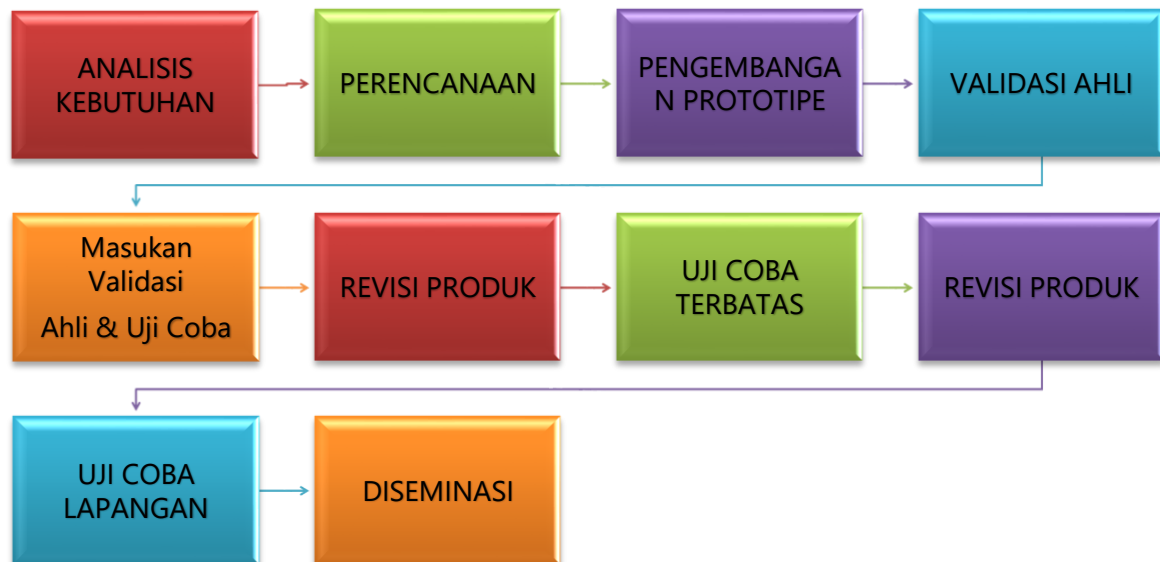 ANALISIS
KEBUTUHAN
PERENCANAAN
PENGEMBANGA
N PROTOTIPE
VALIDASI AHLI
Masukan
Validasi
Ahli & Uji Coba
REVISI PRODUK
UJI COBA
TERBATAS
REVISI PRODUK
UJI COBA
LAPANGAN
DISEMINASI